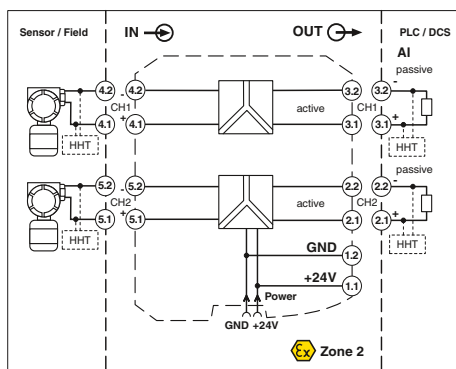 Sensor / Field IN OUT PLC / DCS
AI
passive
4.2 4.2 3.2 3.2 -
- CH1 CH1
+ active +
4.1 4.1 3.1 3.1
HHT HHT
passive
5.2 5.2 2.2 2.2 -
- CH2 CH2
+ active +
5.1 5.1 2.1 2.1
HHT HHT
GND 1.2
+24V 1.1
Power
GND +24V
Ex Zone 2